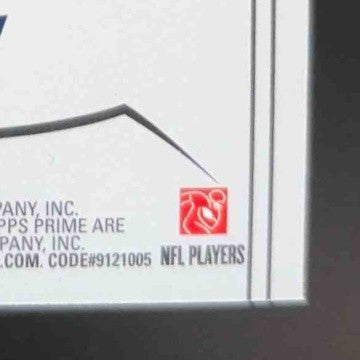 PANY, INC.
PPS PRIME ARE
PANY, INC.
.COM. CODE#9121005 NFL PLAYERS